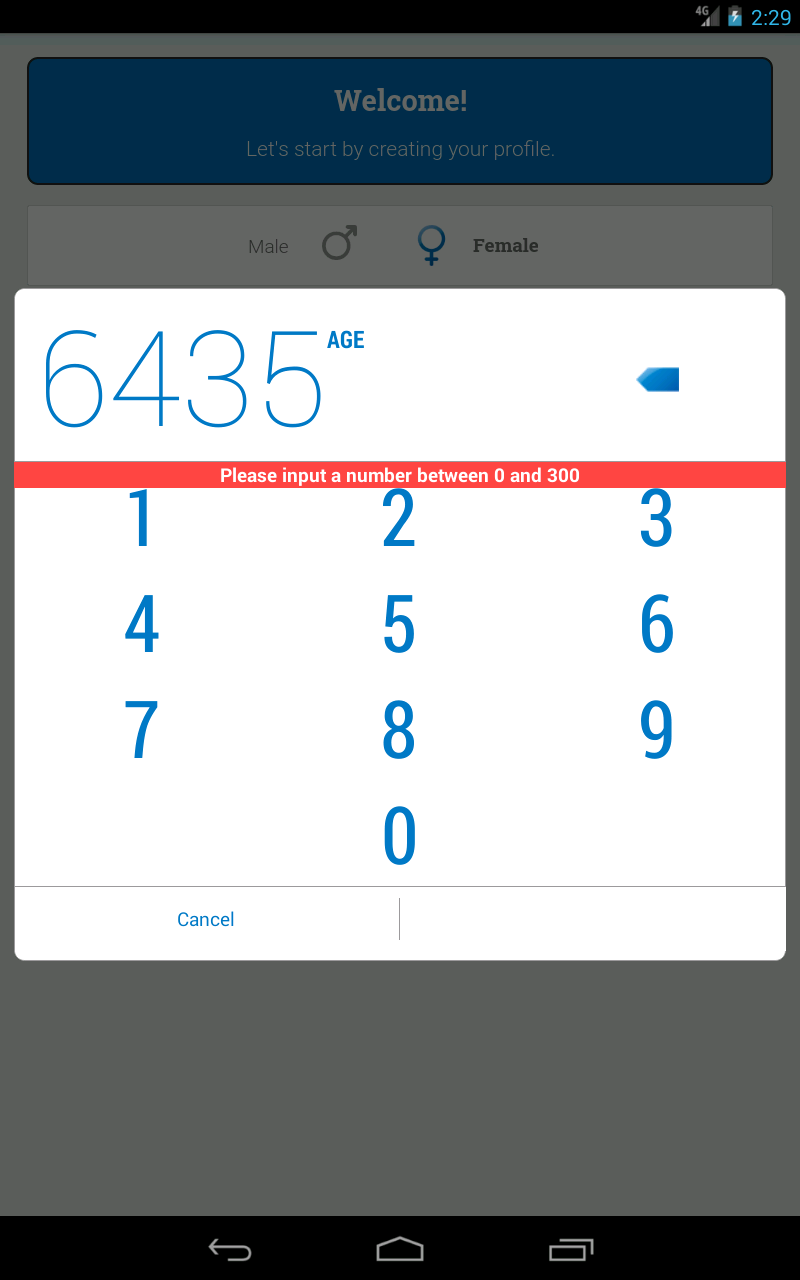 4G 2:29
Welcome!
Let's start by creating your profile.
Male Female
6435 AGE
Please input a number between 0 and 300
1 2 3
4 5 6
7 8 9
0
Cancel